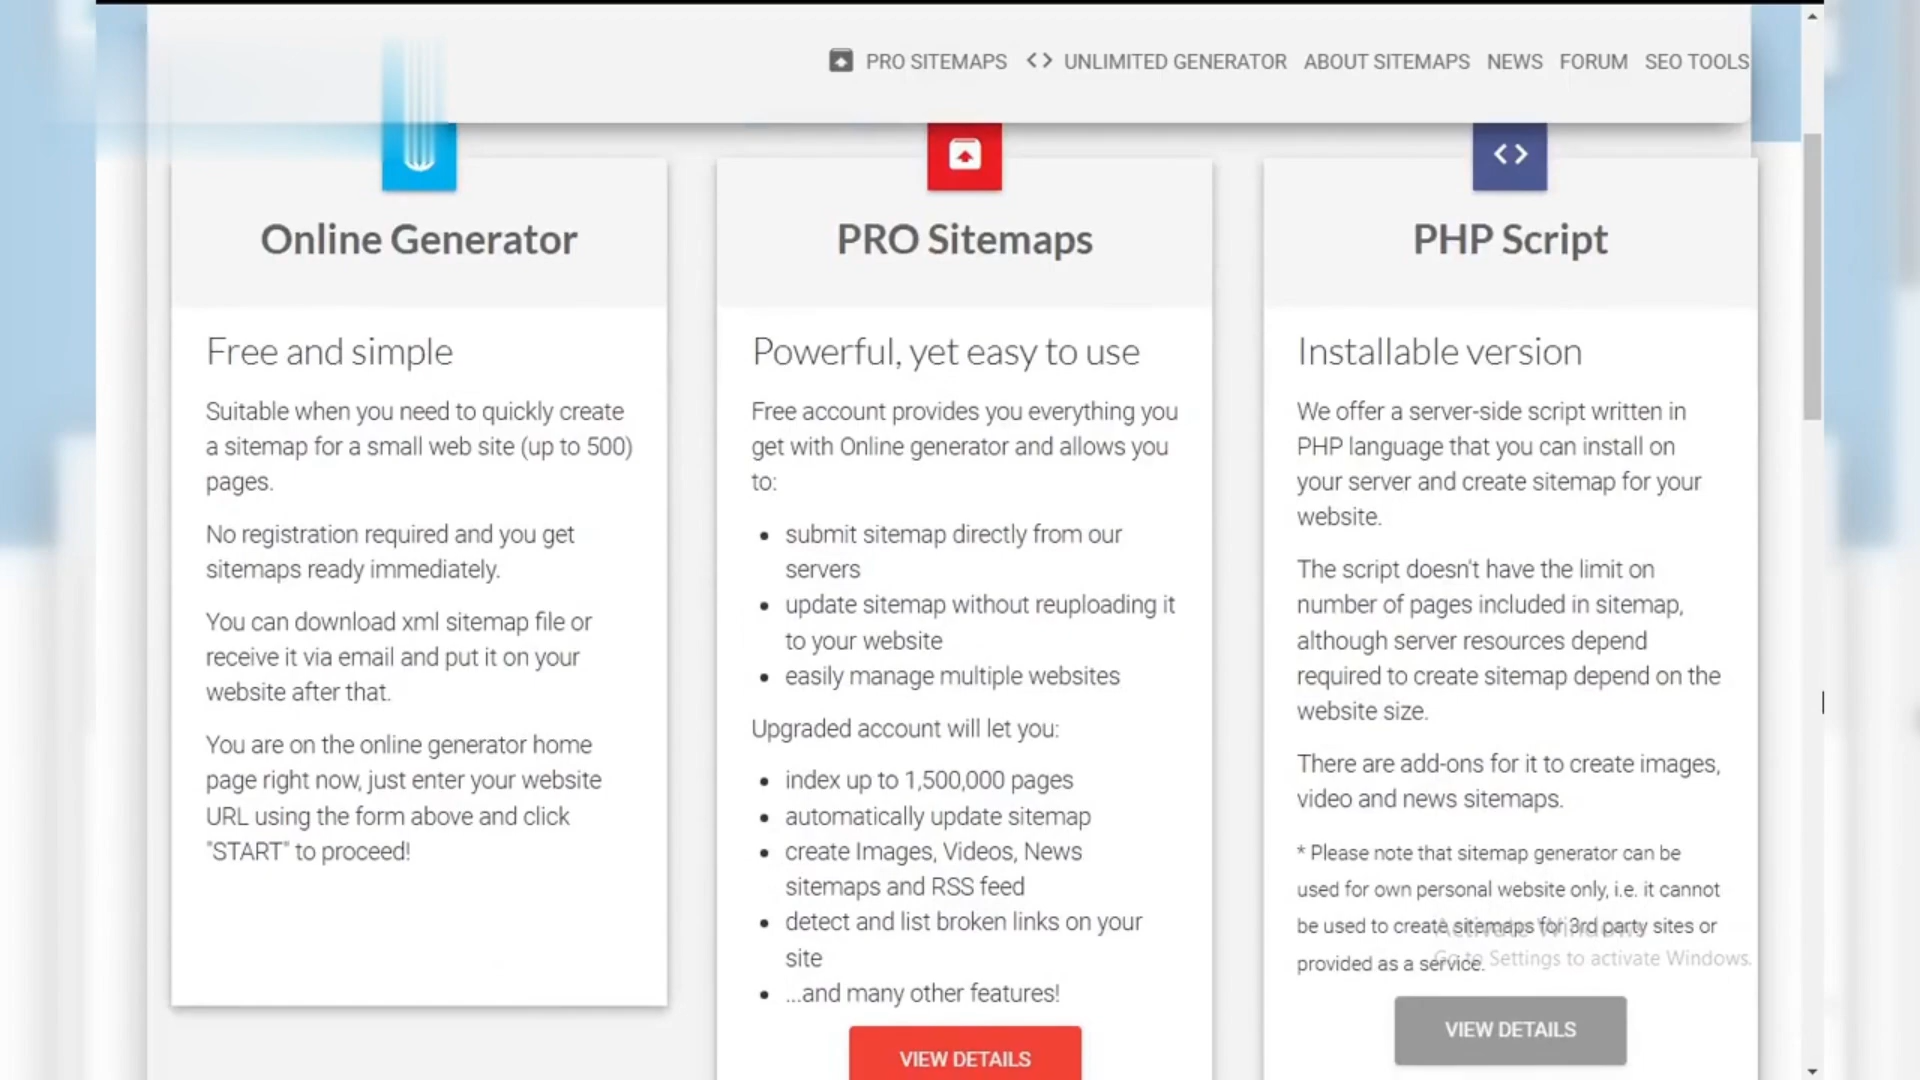 PRO SITEMAPS <> UNLIMITED GENERATOR ABOUT SITEMAPS NEWS FORUM SEO TOOLS
Online Generator
Free and simple
Suitable when you need to quickly create
a sitemap for a small web site (up to 500)
pages.
No registration required and you get
sitemaps ready immediately.
You can download xml sitemap file or
receive it via email and put it on your
website after that.
You are on the online generator home
page right now, just enter your website
URL using the form above and click
"START" to proceed!
PRO Sitemaps
Powerful, yet easy to use
Free account provides you everything you
get with Online generator and allows you
to:
• submit sitemap directly from our
servers
• update sitemap without reuploading it
to your website
• easily manage multiple websites
Upgraded account will let you:
• index up to 1,500,000 pages
• automatically update sitemap
• create Images, Videos, News
sitemaps and RSS feed
• detect and list broken links on your
site
• ...and many other features!
VIEW DETAILS
<>
PHP Script
Installable version
We offer a server-side script written in
PHP language that you can install on
your server and create sitemap for your
website.
The script doesn't have the limit on
number of pages included in sitemap,
although server resources depend
required to create sitemap depend on the
website size.
There are add-ons for it to create images,
video and news sitemaps.
* Please note that sitemap generator can be
used for own personal website only, i.e. it cannot
be used to create sitemaps for 3rd party sites or
provided as a service.
Activate Windows
Go to Settings to activate Windows.
VIEW DETAILS